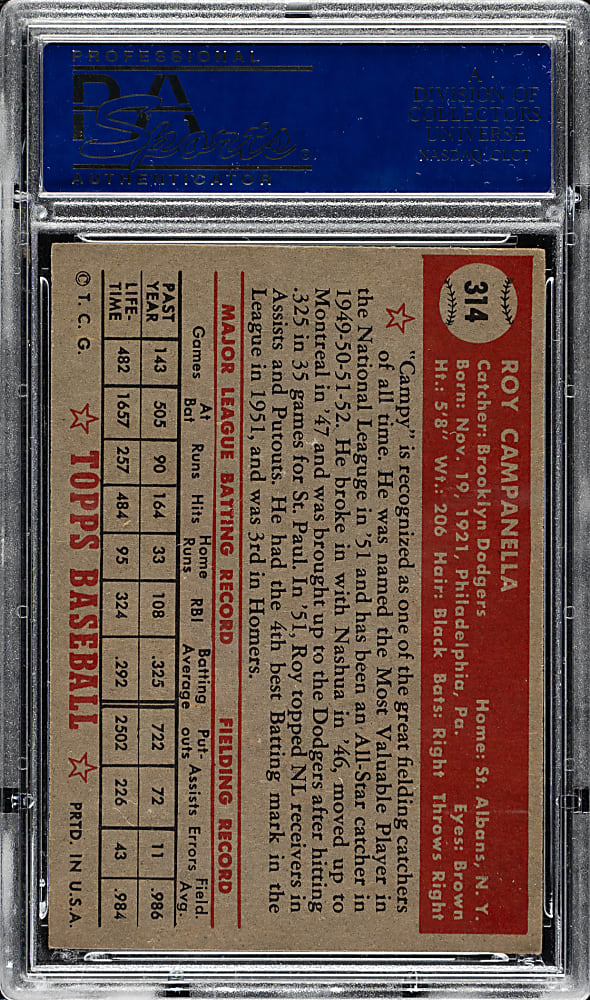 PROFESSIONAL
PSA
Sports
AUTHENTICATOR
A
DIVISION OF
COLLECTORS
UNIVERSE
NASDAQ: CLCT
314
ROY CAMPANELLA
Catcher: Brooklyn Dodgers Home: St. Albans, N. Y.
Born: Nov. 19, 1921, Philadelphia, Pa. Eyes: Brown
Ht.: 5'8" Wt.: 206 Hair: Black Bats: Right Throws Right
"Campy" is recognized as one of the great fielding catchers
of all time. He was named the Most Valuable Player in
the National Leaguge in '51 and has been an All-Star catcher in
1949-50-51-52. He broke in with Nashua in '46, moved up to
Montreal in '47 and was brought up to the Dodgers after hitting
.325 in 35 games for St. Paul. In '51, Roy topped NL receivers in
Assists and Putouts. He had the 4th best Batting mark in the
League in 1951, and was 3rd in Homers.
MAJOR LEAGUE BATTING RECORD FIELDING RECORD
Games At Bat Runs Hits Home Runs RBI Batting Average Put-outs Assists Errors Field. Avg.
PAST YEAR 143 505 90 164 33 108 .325 722 72 11 .986
LIFE-TIME 482 1657 257 484 95 324 .292 2502 226 43 .984
© T. C. G. TOPPS BASEBALL PRTD. IN U.S.A.